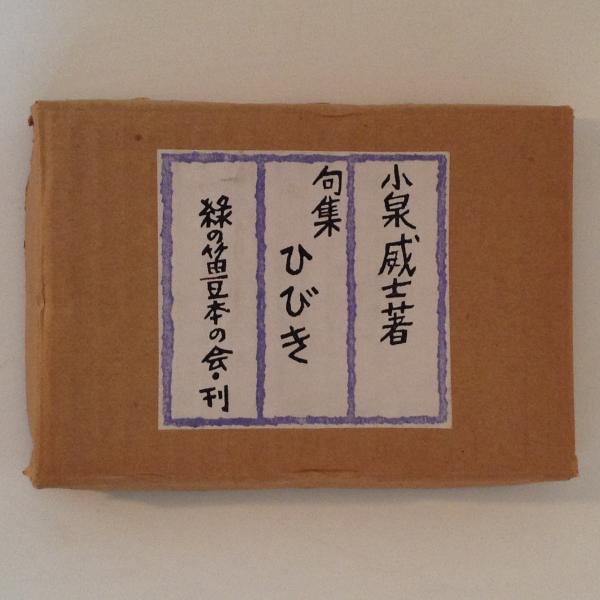 小泉威士著
句集
ひびき
緑の笛豆本の会・刊